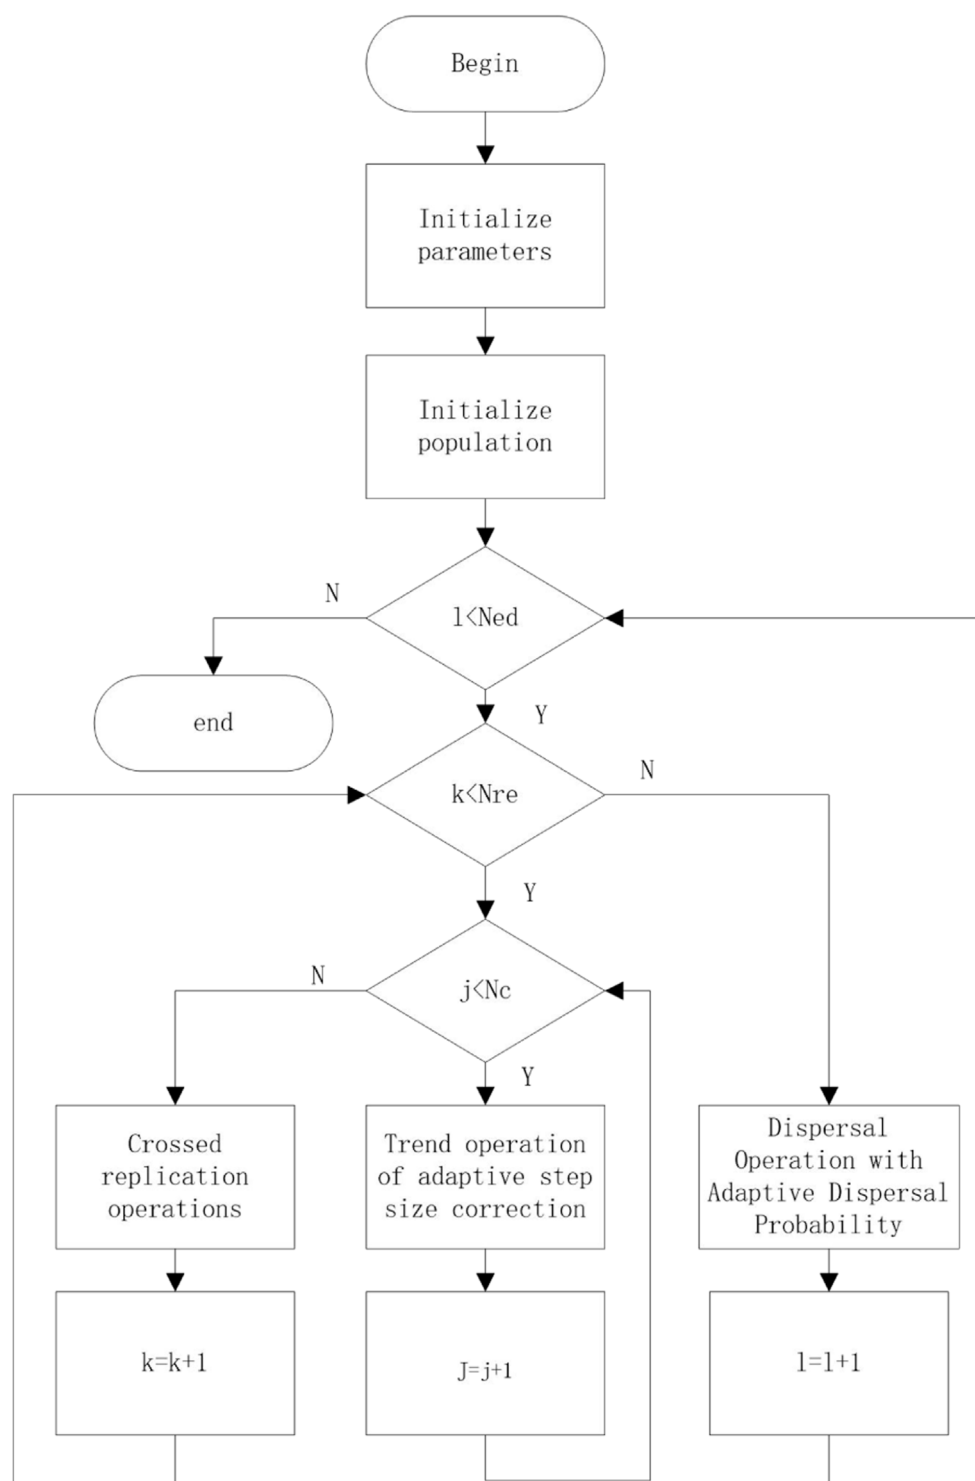 Begin
Initialize
parameters
Initialize
population
N
l<Ned
end
Y
k<Nre
N
Y
N
j<Nc
Y
Crossed
replication
operations
Trend operation
of adaptive step
size correction
Dispersal
Operation with
Adaptive Dispersal
Probability
k=k+1
J=j+1
l=l+1